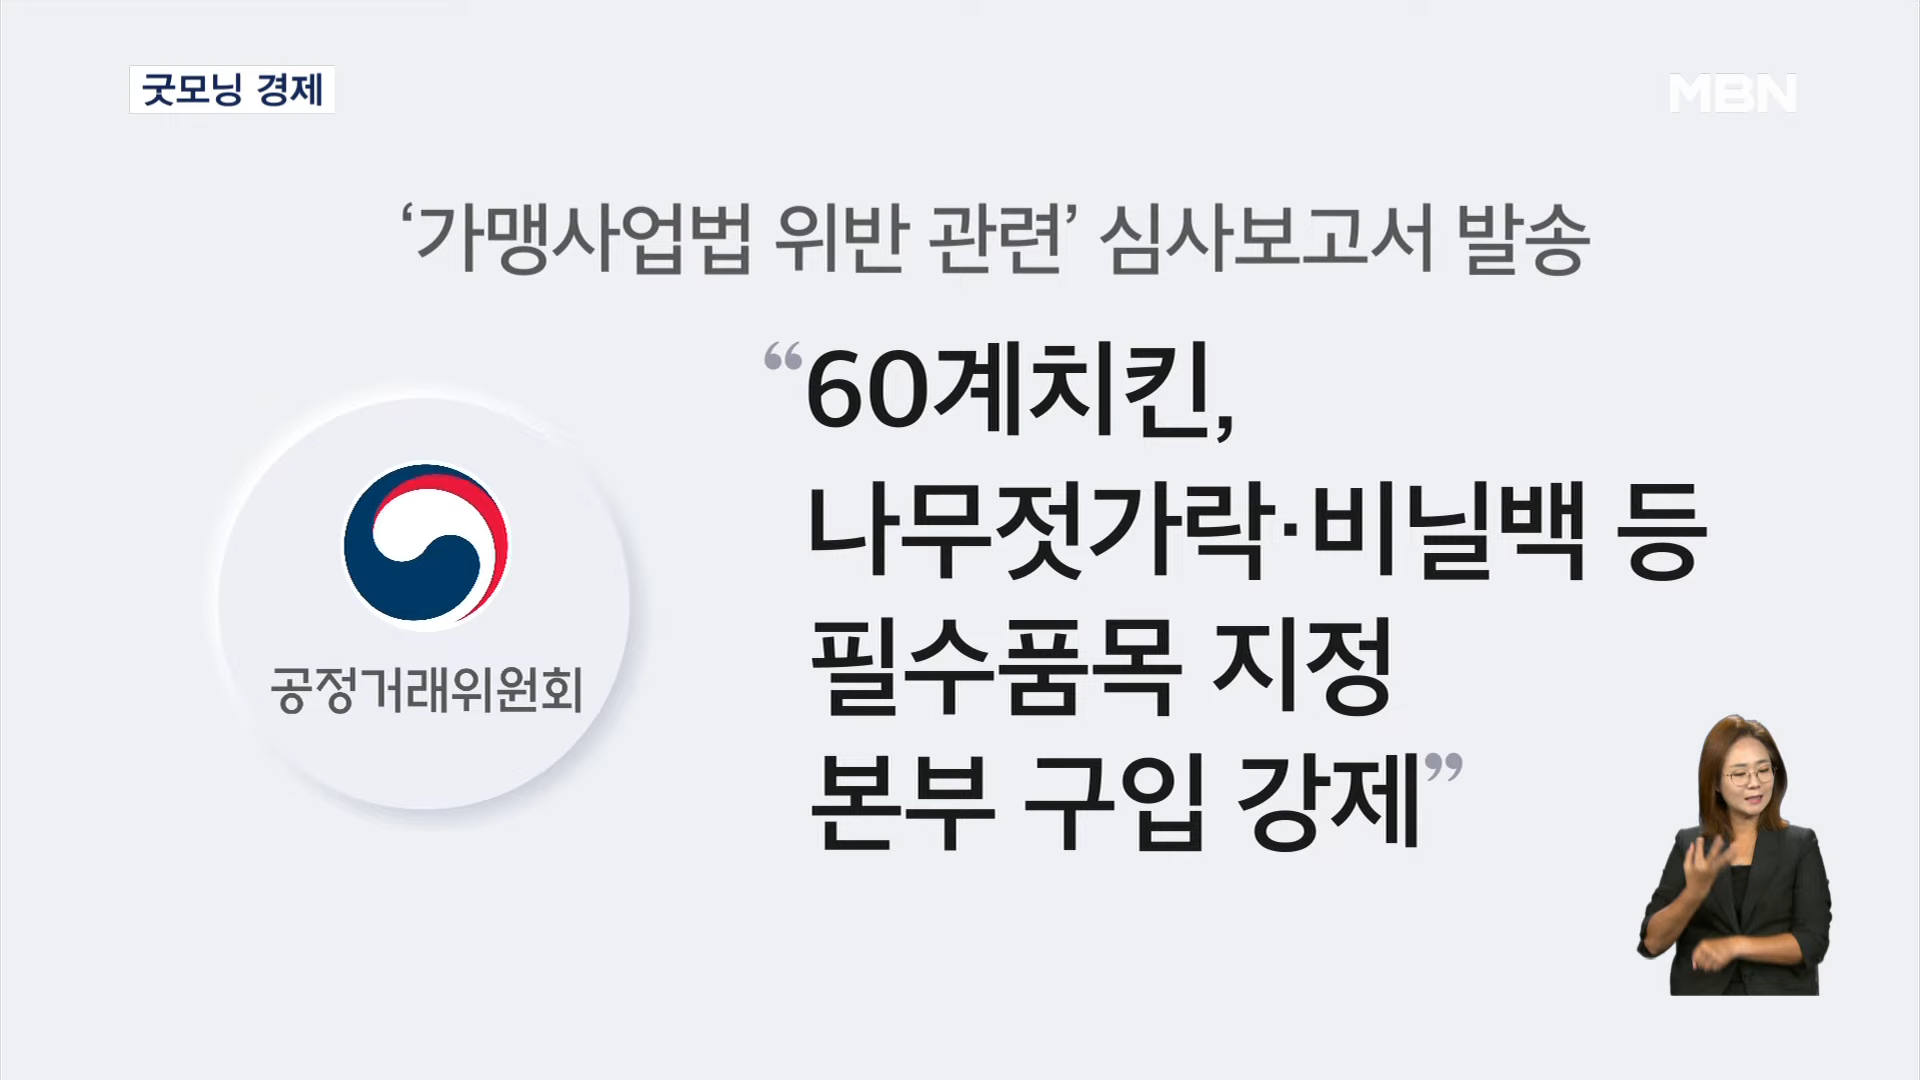 굿모닝 경제
MBN
‘가맹사업법 위반 관련’ 심사보고서 발송
“60계치킨,
나무젓가락·비닐백 등
필수품목 지정
본부 구입 강제”
공정거래위원회